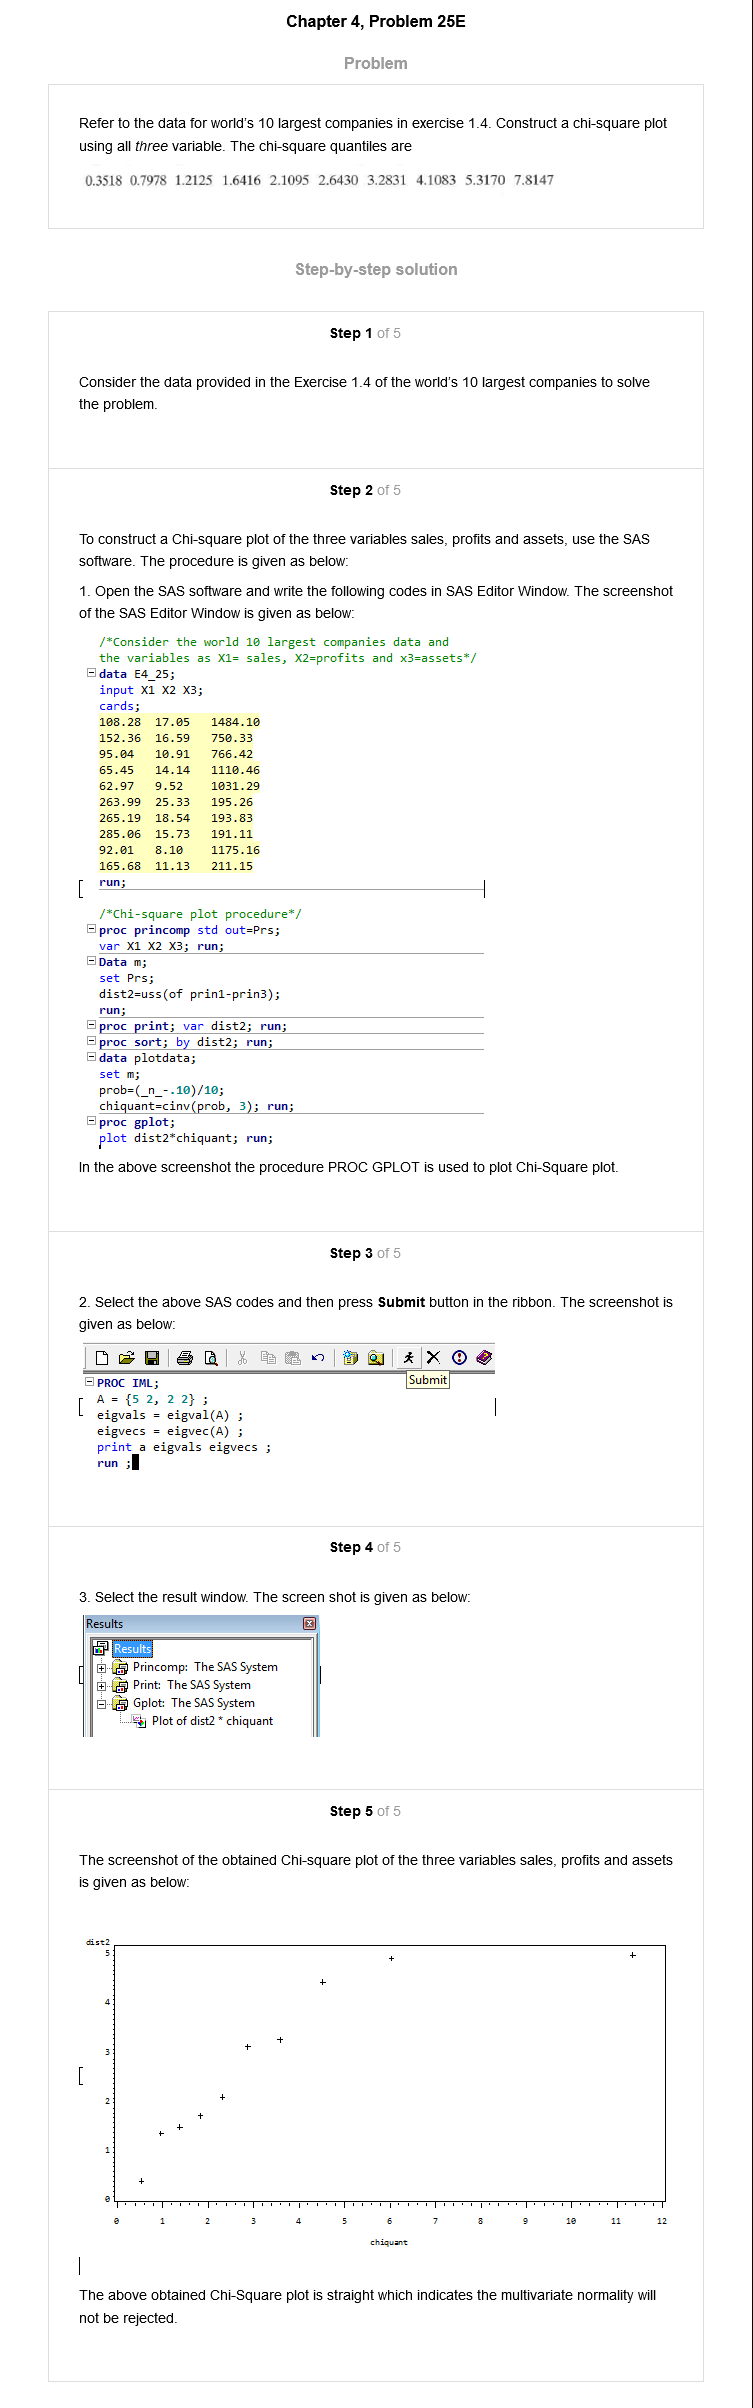 Chapter 4, Problem 25E
Problem
Refer to the data for world's 10 largest companies in exercise 1.4. Construct a chi-square plot
using all three variable. The chi-square quantiles are
0.3518 0.7978 1.2125 1.6416 2.1095 2.6430 3.2831 4.1083 5.3170 7.8147
Step-by-step solution
Step 1 of 5
Consider the data provided in the Exercise 1.4 of the world's 10 largest companies to solve
the problem.
Step 2 of 5
To construct a Chi-square plot of the three variables sales, profits and assets, use the SAS
software. The procedure is given as below:
1. Open the SAS software and write the following codes in SAS Editor Window. The screenshot
of the SAS Editor Window is given as below:
/*Consider the world 10 largest companies data and
the variables as X1= sales, X2=profits and x3=assets*/
data E4_25;
input X1 X2 X3;
cards;
108.28 17.05 1484.10
152.36 16.59 750.33
95.04 10.91 766.42
65.45 14.14 1110.46
62.97 9.52 1031.29
263.99 25.33 195.26
265.19 18.54 193.83
285.06 15.73 191.11
92.01 8.10 1175.16
165.68 11.13 211.15
run;
/*Chi-square plot procedure*/
proc princomp std out=Prs;
var X1 X2 X3; run;
Data m;
set Prs;
dist2=uss(of prin1-prin3);
run;
proc print; var dist2; run;
proc sort; by dist2; run;
data plotdata;
set m;
prob=(_n_-.10)/10;
chiquant=cinv(prob, 3); run;
proc gplot;
plot dist2*chiquant; run;
In the above screenshot the procedure PROC GPLOT is used to plot Chi-Square plot.
Step 3 of 5
2. Select the above SAS codes and then press Submit button in the ribbon. The screenshot is
given as below:
Submit
PROC IML;
A = {5 2, 2 2} ;
eigvals = eigval(A) ;
eigvecs = eigvec(A) ;
print a eigvals eigvecs ;
run ;
Step 4 of 5
3. Select the result window. The screen shot is given as below:
Results
Results
Princomp: The SAS System
Print: The SAS System
Gplot: The SAS System
Plot of dist2 * chiquant
Step 5 of 5
The screenshot of the obtained Chi-square plot of the three variables sales, profits and assets
is given as below:
dist2
5
4
3
2
1
0
0 1 2 3 4 5 6 7 8 9 10 11 12
chiquant
The above obtained Chi-Square plot is straight which indicates the multivariate normality will
not be rejected.